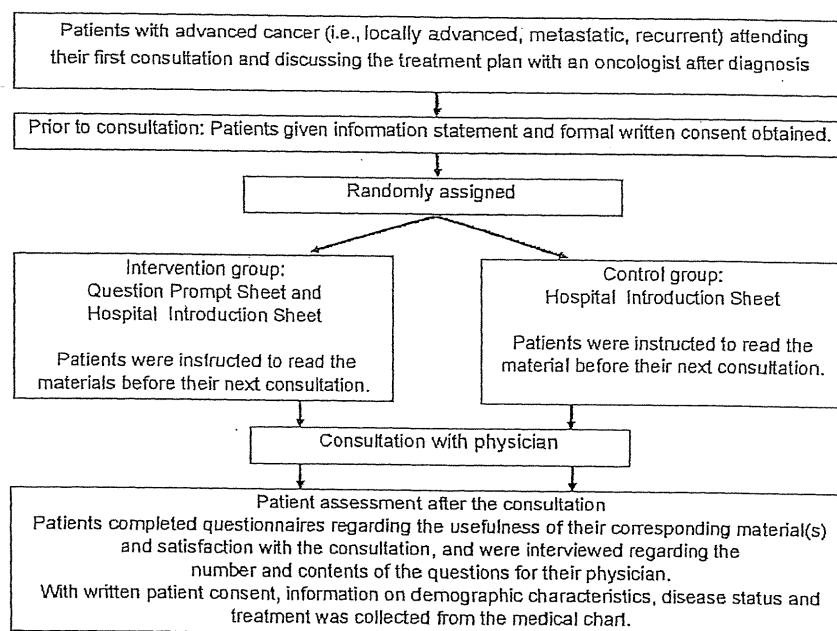 Patients with advanced cancer (i.e., locally advanced, metastatic, recurrent) attending
their first consultation and discussing the treatment plan with an oncologist after diagnosis
Prior to consultation: Patients given information statement and formal written consent obtained.
Randomly assigned
Intervention group:
Question Prompt Sheet and
Hospital Introduction Sheet
Patients were instructed to read the
materials before their next consultation.
Control group:
Hospital Introduction Sheet
Patients were instructed to read the
material before their next consultation.
Consultation with physician
Patient assessment after the consultation
Patients completed questionnaires regarding the usefulness of their corresponding material(s)
and satisfaction with the consultation, and were interviewed regarding the
number and contents of the questions for their physician.
With written patient consent, information on demographic characteristics, disease status and
treatment was collected from the medical chart.